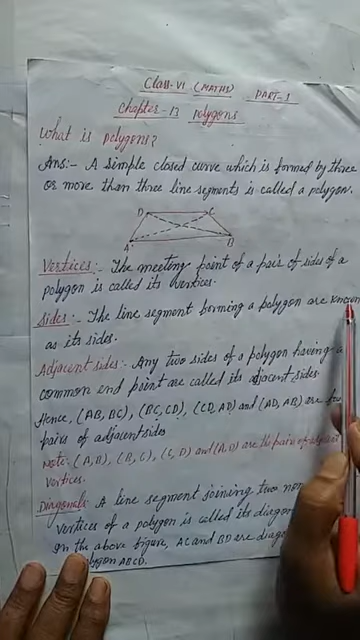 Class-VI (MATHS) PART-1
Chapter-13 Polygons
What is polygons?
Ans:- A simple closed curve which is formed by three
or more than three line segments is called a polygon.
D C
A B
Vertices:- The meeting point of a pair of sides of a
polygon is called its vertices.
Sides:- The line segment forming a polygon are known
as its sides.
Adjacent sides:- Any two sides of a polygon having a
common end point are called its adjacent sides.
Hence, (AB, BC), (BC, CD), (CD, AD) and (AD, AB) are
pairs of adjacent sides
Note: (A, B), (B, C), (C, D) and (A, D) are the pairs of
vertices.
Diagonals: A line segment joining two non
vertices of a polygon is called its
In the above figure, AC and BD are
ABCD.